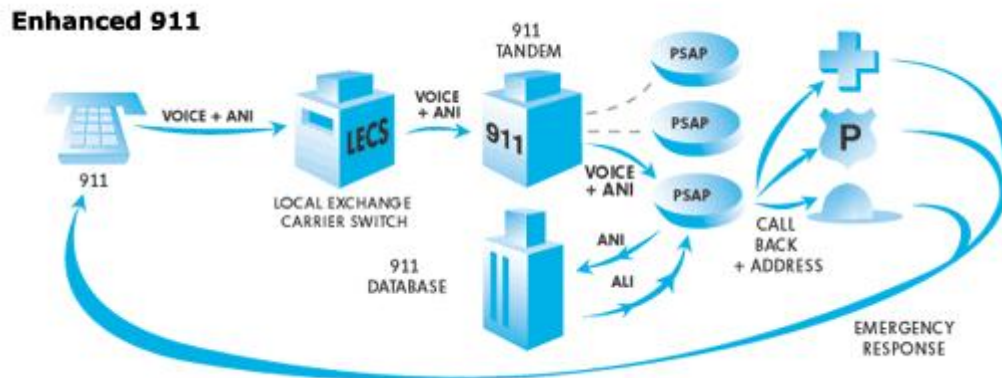 Enhanced 911
911
TANDEM
PSAP
VOICE + ANI
VOICE
+ ANI
LECS
911
PSAP
P
911
LOCAL EXCHANGE
CARRIER SWITCH
VOICE
+ ANI
PSAP
CALL
BACK
+ ADDRESS
911
DATABASE
ANI
ALI
EMERGENCY
RESPONSE